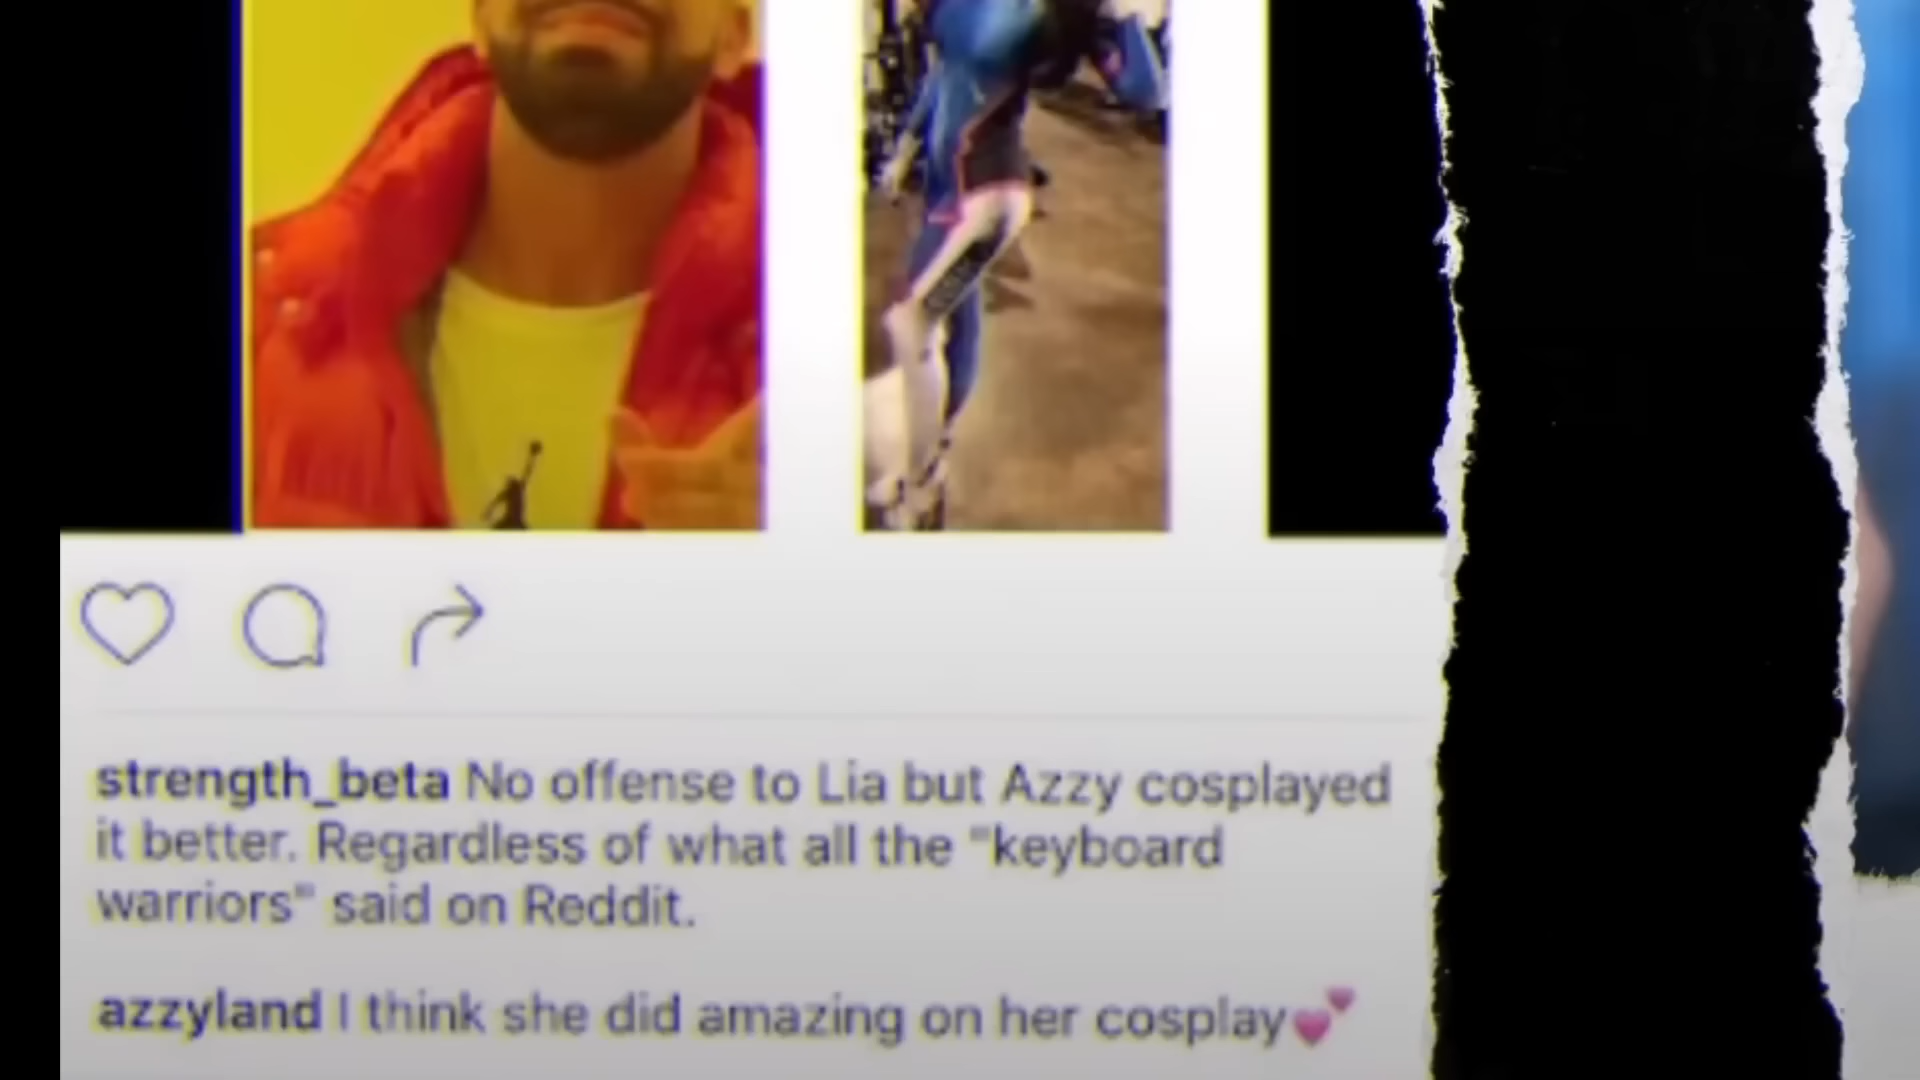 strength_beta No offense to Lia but Azzy cosplayed
it better. Regardless of what all the "keyboard
warriors" said on Reddit.
azzyland I think she did amazing on her cosplay💕